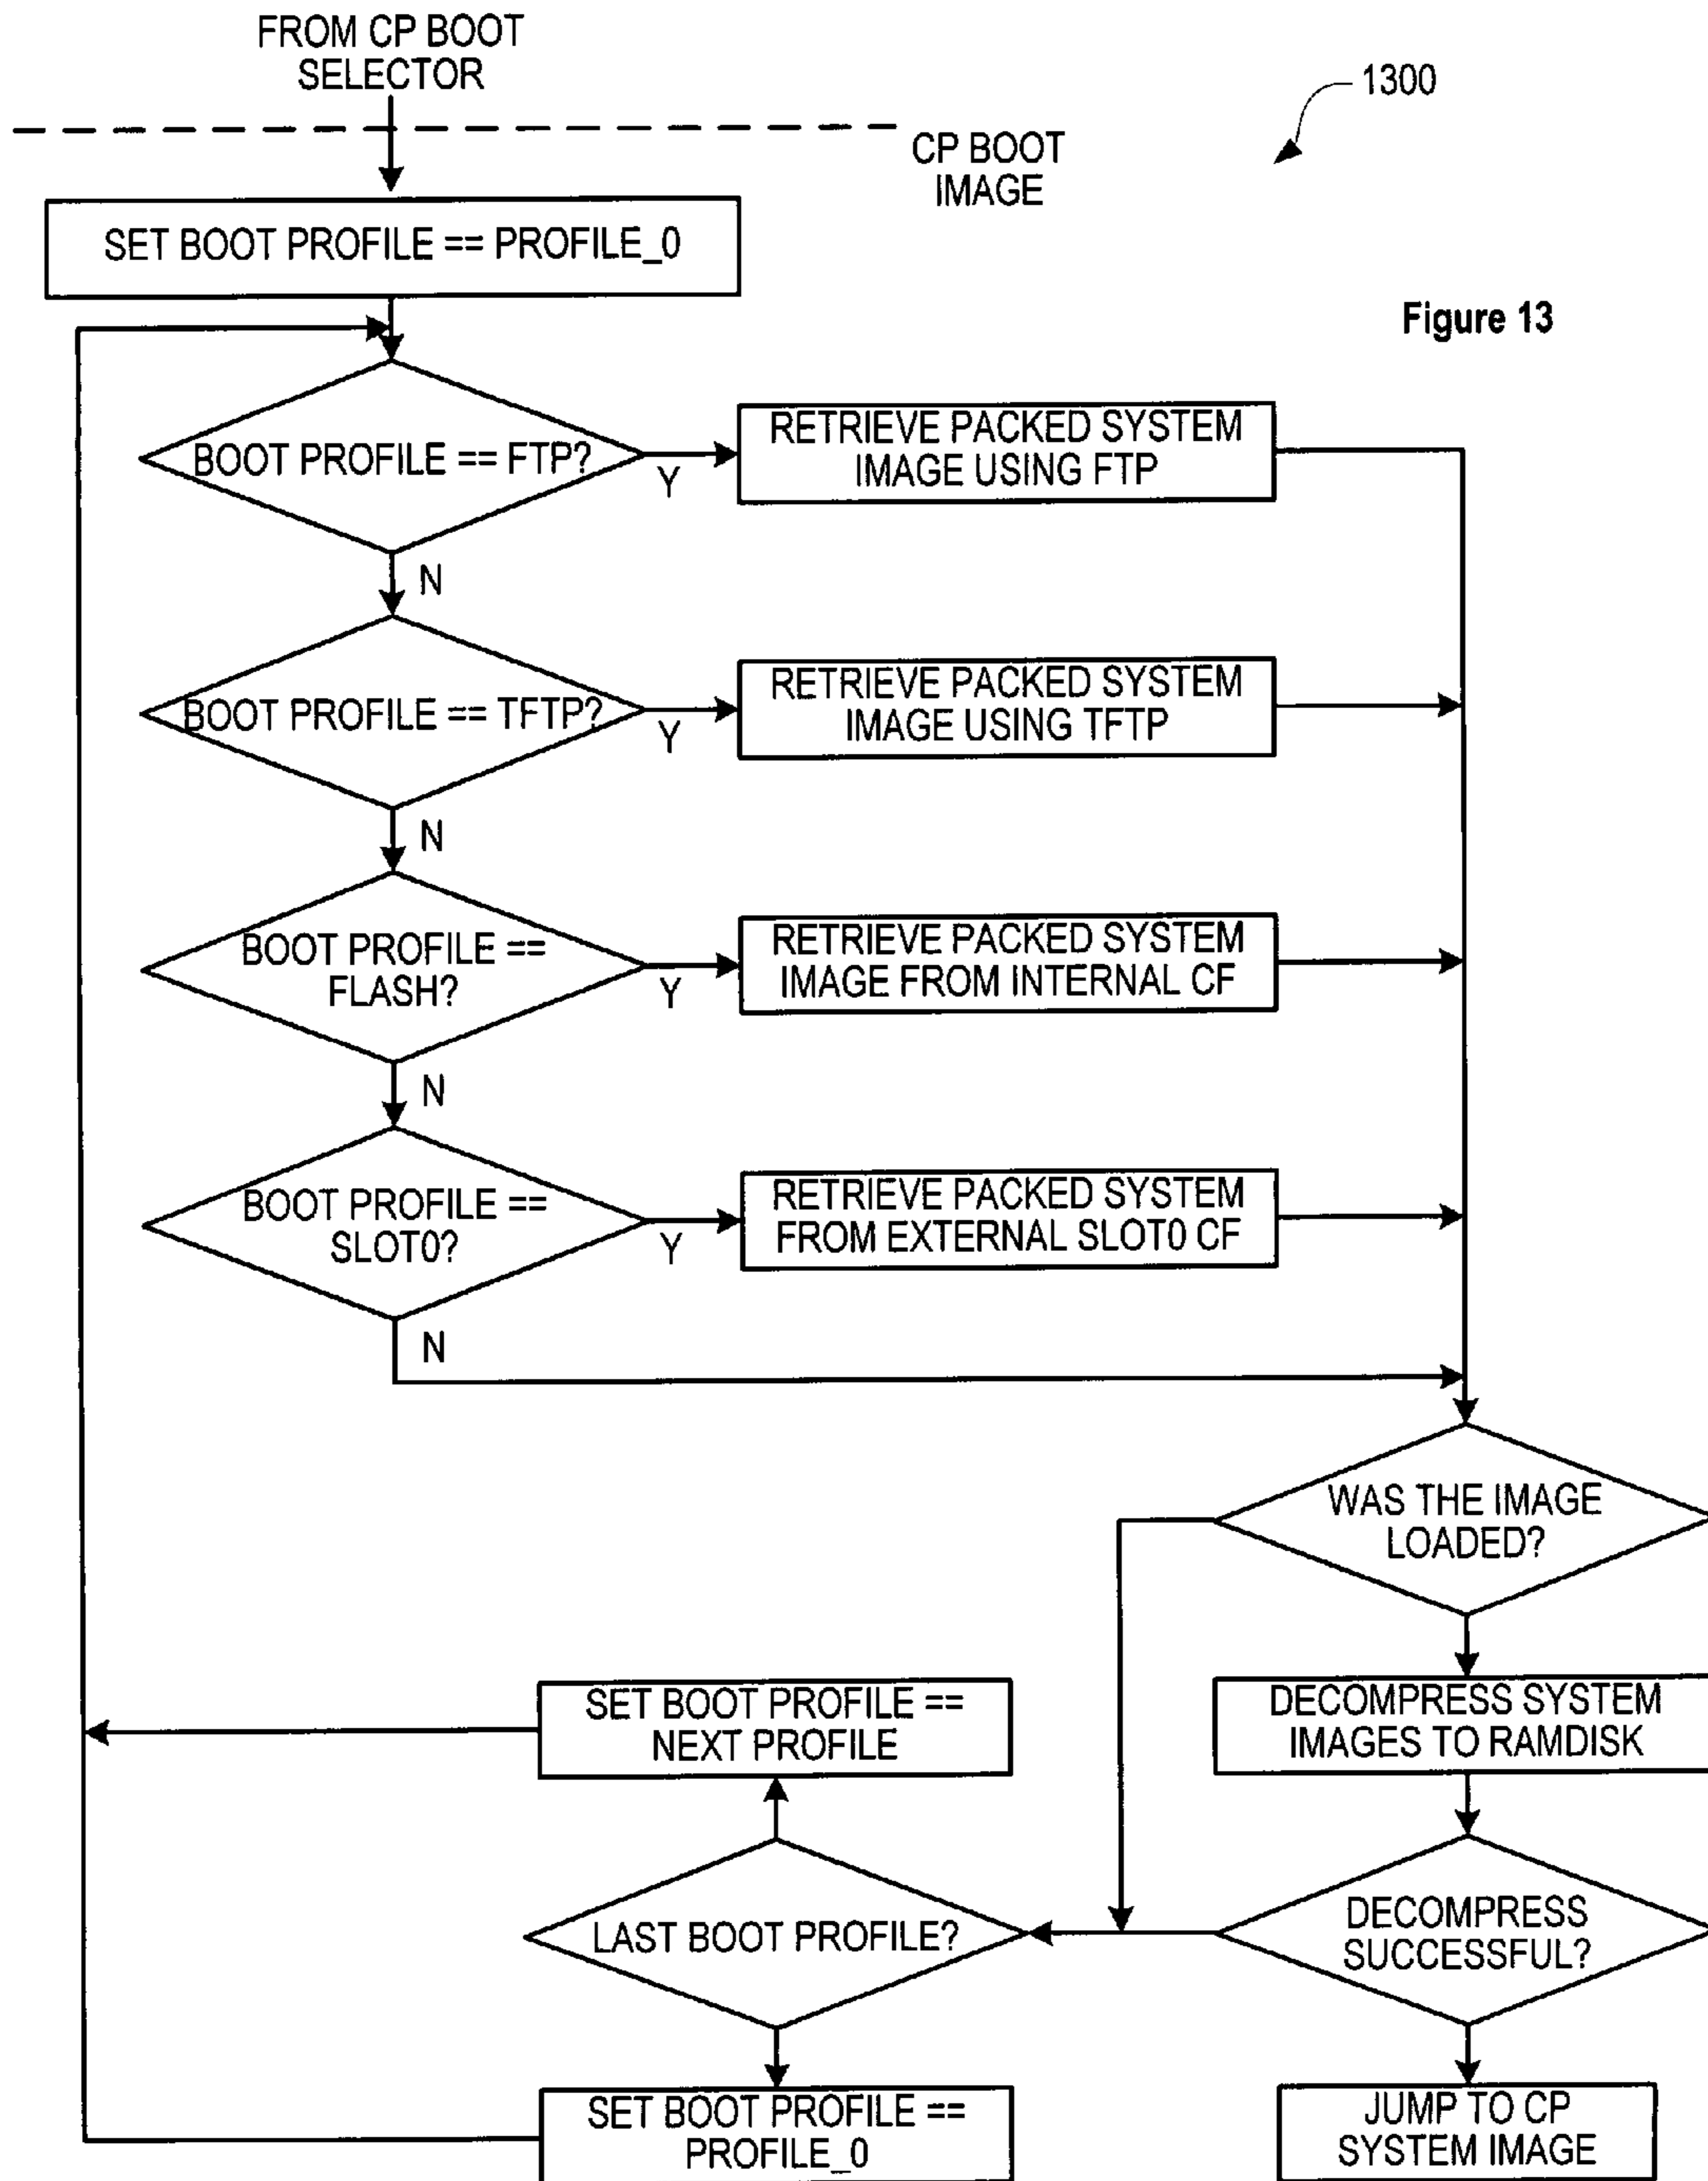 FROM CP BOOT
SELECTOR
1300
CP BOOT
IMAGE
SET BOOT PROFILE == PROFILE_0
Figure 13
BOOT PROFILE == FTP?
Y
RETRIEVE PACKED SYSTEM
IMAGE USING FTP
N
BOOT PROFILE == TFTP?
Y
RETRIEVE PACKED SYSTEM
IMAGE USING TFTP
N
BOOT PROFILE ==
FLASH?
Y
RETRIEVE PACKED SYSTEM
IMAGE FROM INTERNAL CF
N
BOOT PROFILE ==
SLOT0?
Y
RETRIEVE PACKED SYSTEM
FROM EXTERNAL SLOT0 CF
N
WAS THE IMAGE
LOADED?
DECOMPRESS SYSTEM
IMAGES TO RAMDISK
SET BOOT PROFILE ==
NEXT PROFILE
LAST BOOT PROFILE?
DECOMPRESS
SUCCESSFUL?
SET BOOT PROFILE ==
PROFILE_0
JUMP TO CP
SYSTEM IMAGE